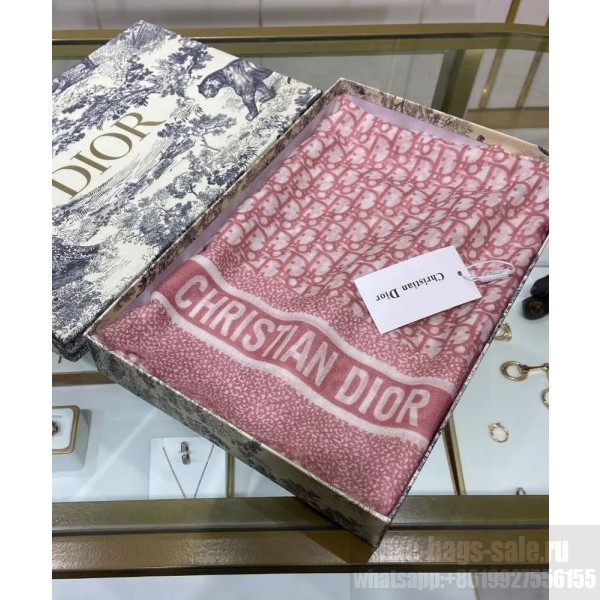 DIOR
CHRISTIAN DIOR
Christian Dior
bags-sale.ru
whatsapp:+8619927556155